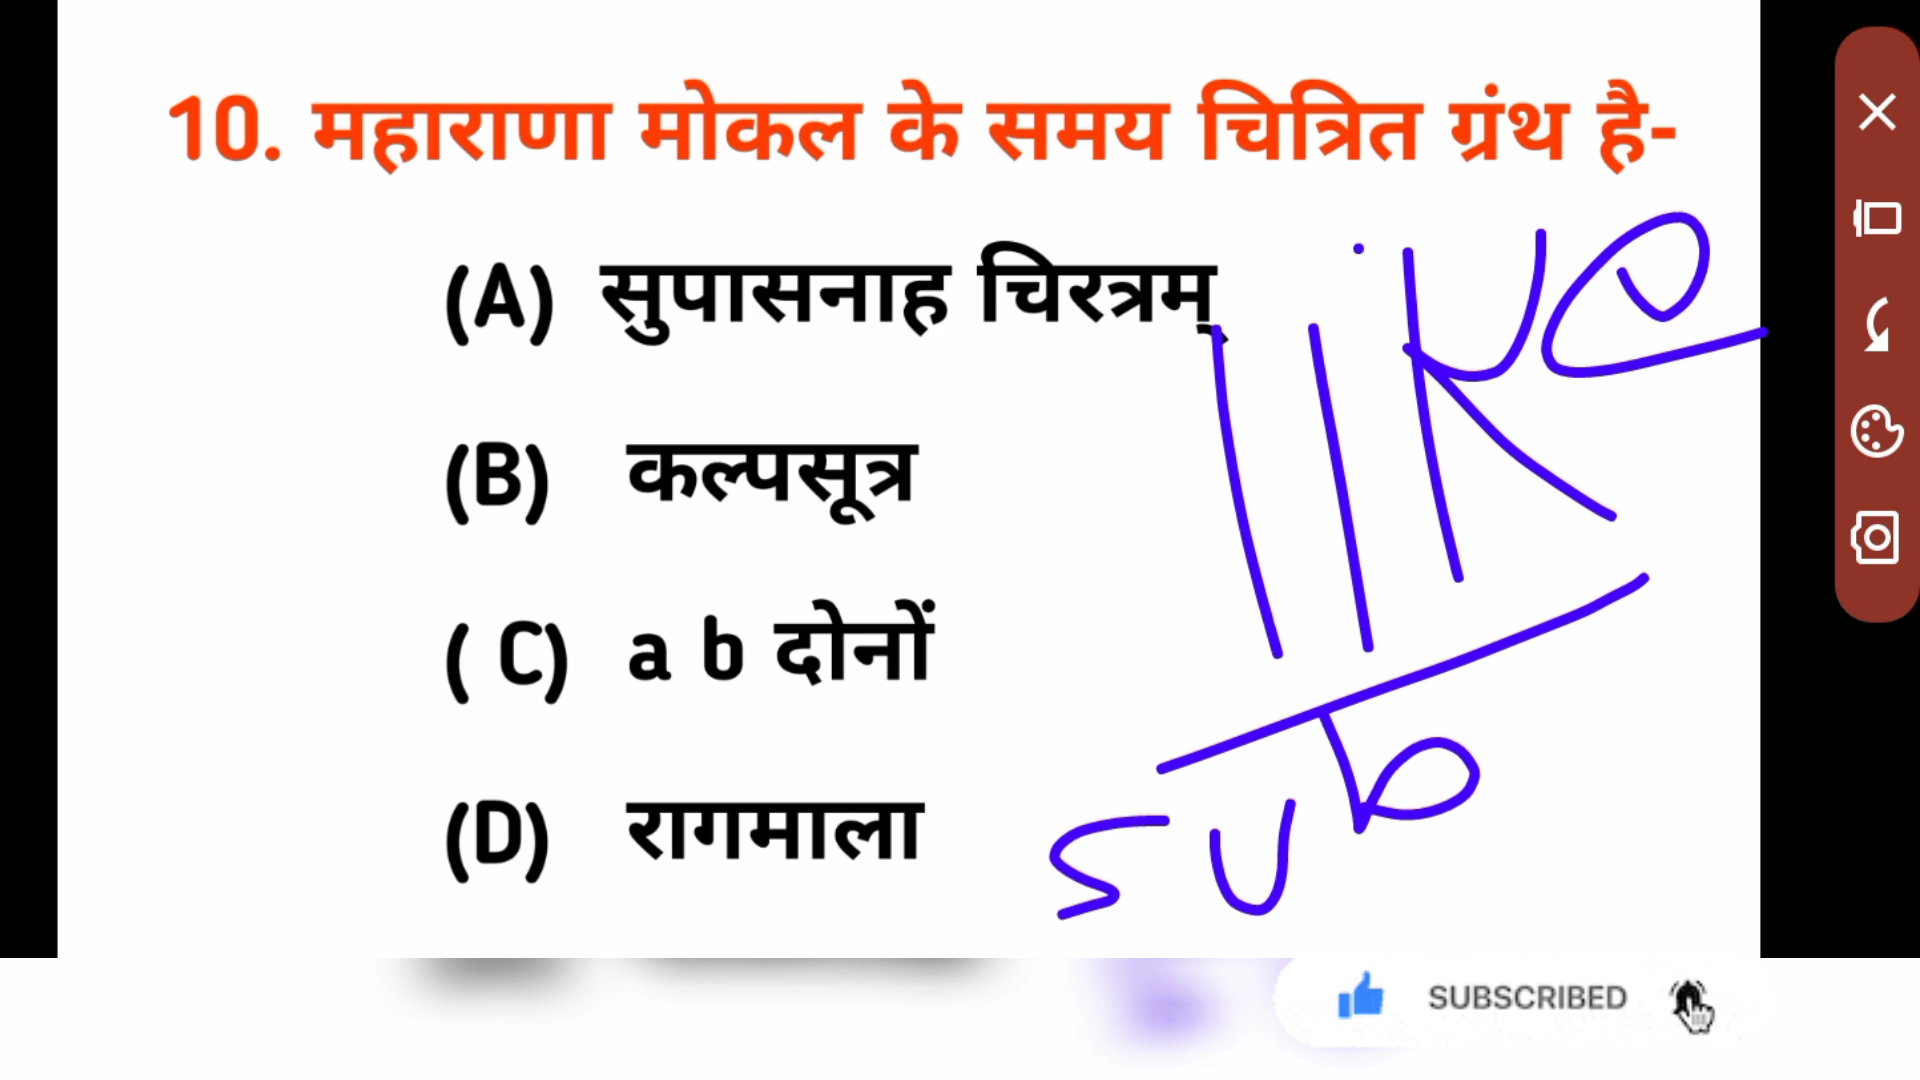 10. महाराणा मोकल के समय चित्रित ग्रंथ है-
(A) सुपासनाह चिरत्रम्
(B) कल्पसूत्र
( C) a b दोनों
(D) रागमाला
like
sub
SUBSCRIBED